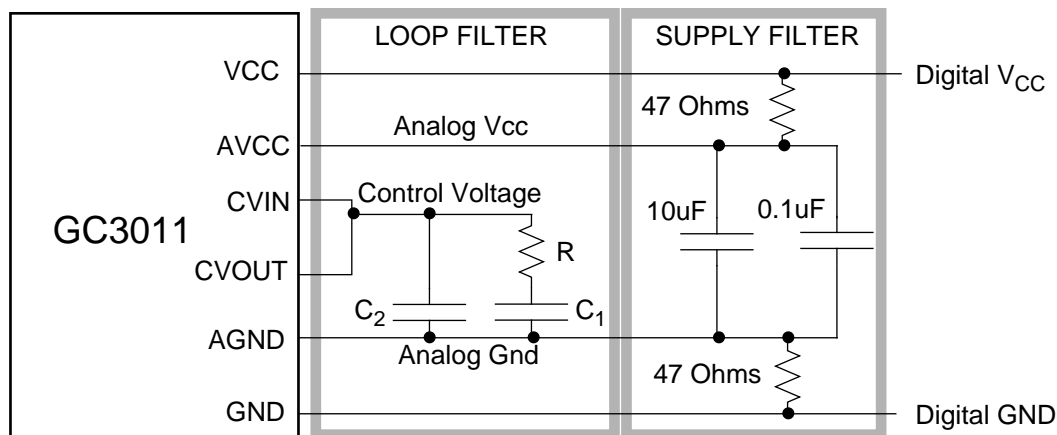 LOOP FILTER
SUPPLY FILTER
VCC
Digital VCC
47 Ohms
Analog Vcc
AVCC
Control Voltage
CVIN
10uF
0.1uF
GC3011
R
CVOUT
C2
C1
AGND
Analog Gnd
47 Ohms
GND
Digital GND